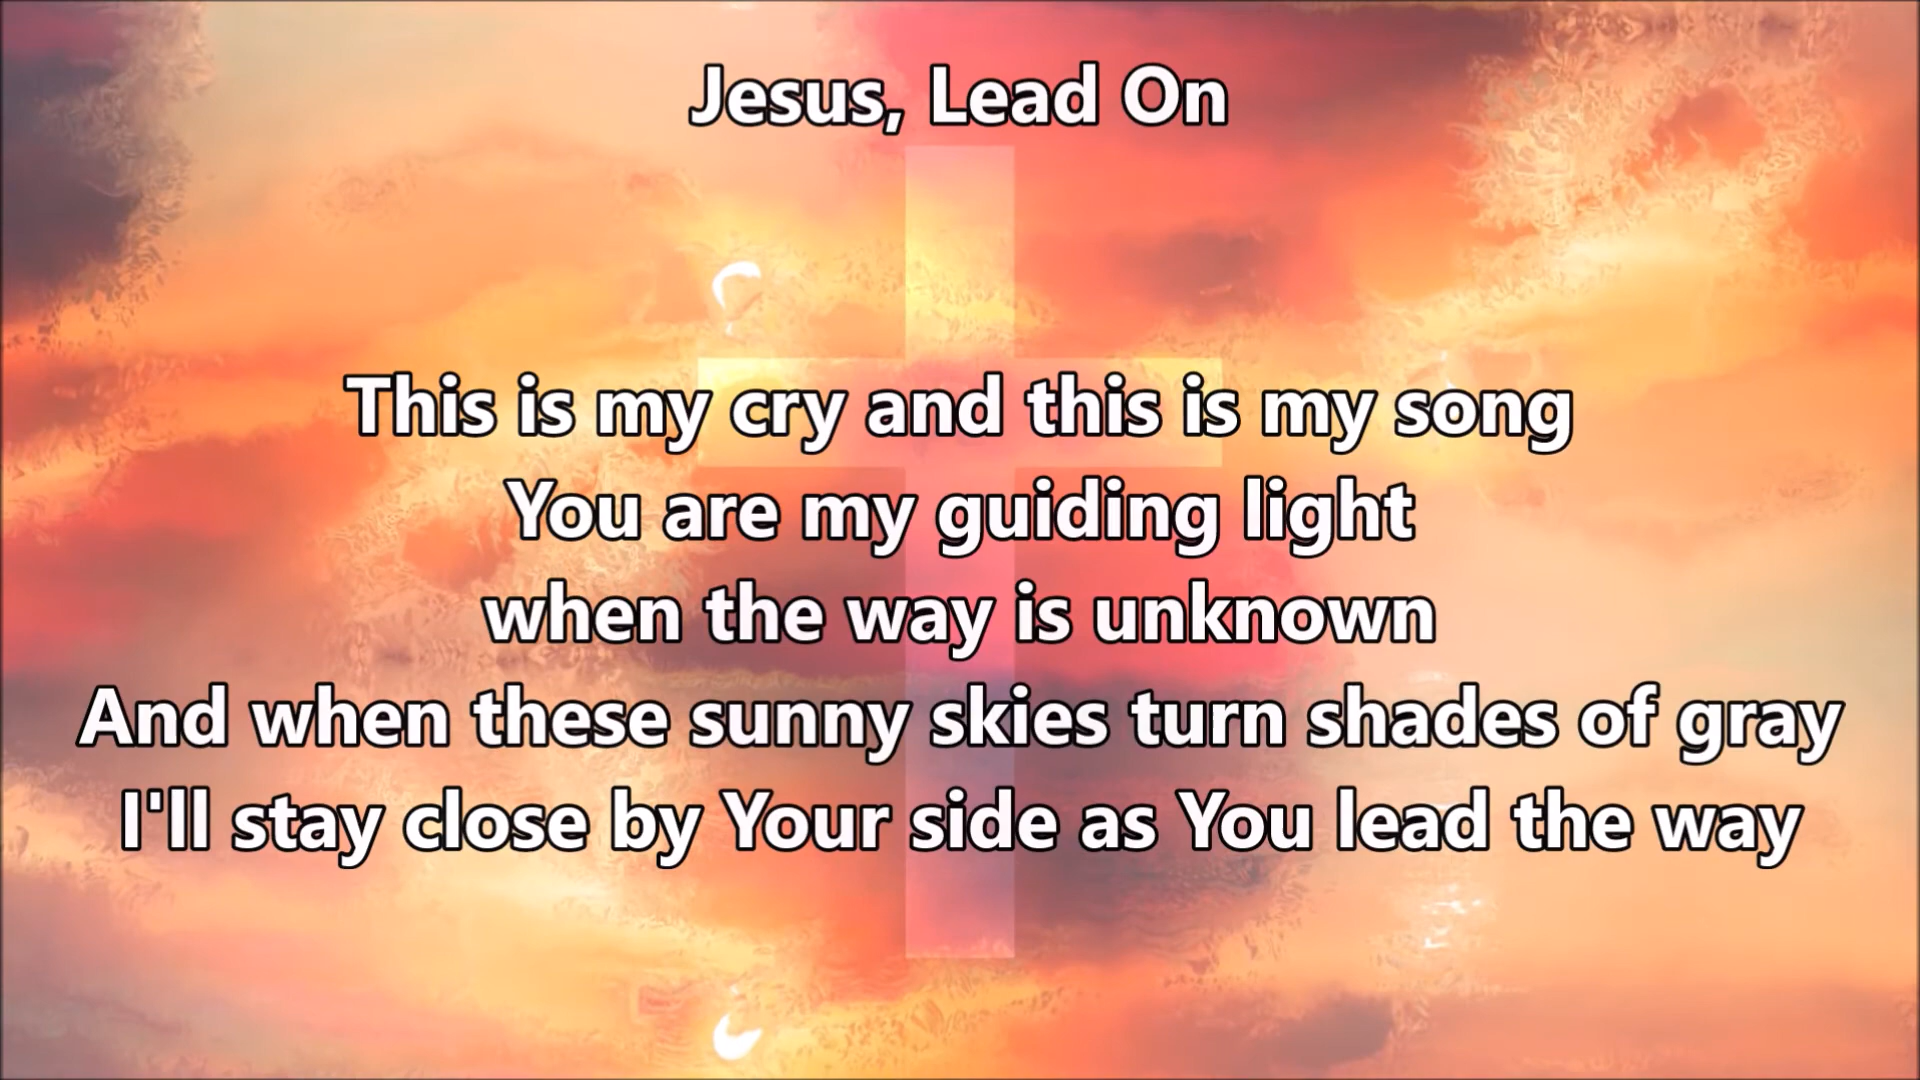 Jesus, Lead On
This is my cry and this is my song
You are my guiding light
when the way is unknown
And when these sunny skies turn shades of gray
I'll stay close by Your side as You lead the way